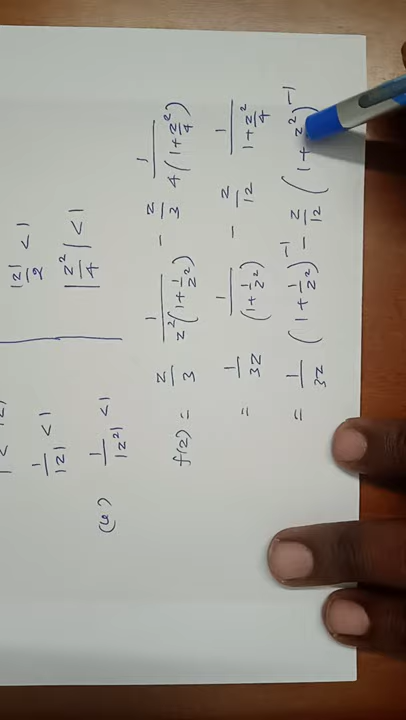 1 < |z|
1/|z| < 1
|z|/2 < 1
(ie) 1/|z²| < 1
|z²/4| < 1
f(z) = z/3 1/(z²(1+1/z²)) - z/3 1/(4(1+z²/4))
= 1/3z 1/(1+1/z²) - z/12 1/(1+z²/4)
= 1/3z (1+1/z²)⁻¹ - z/12 (1+z²)⁻¹